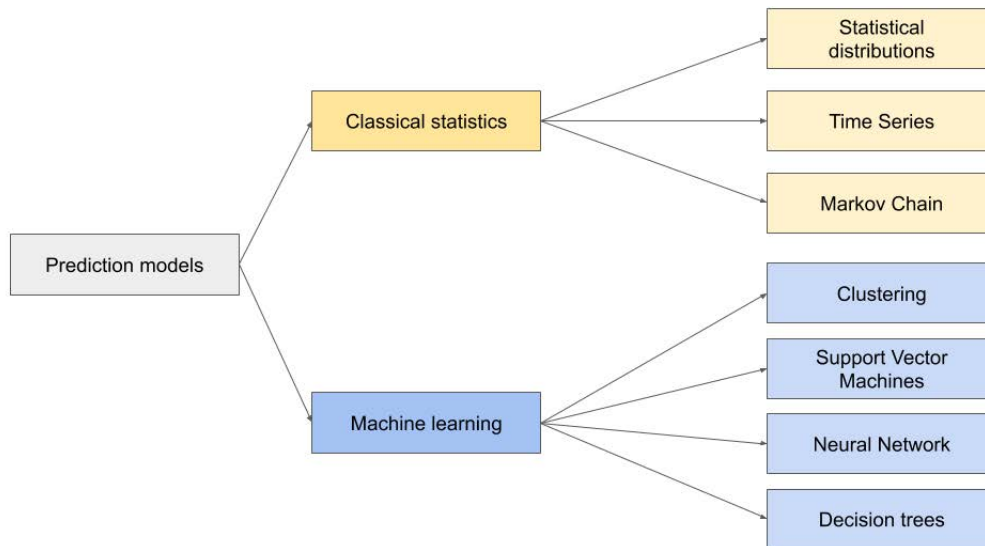 Statistical
distributions
Classical statistics
Time Series
Markov Chain
Prediction models
Clustering
Support Vector
Machines
Machine learning
Neural Network
Decision trees